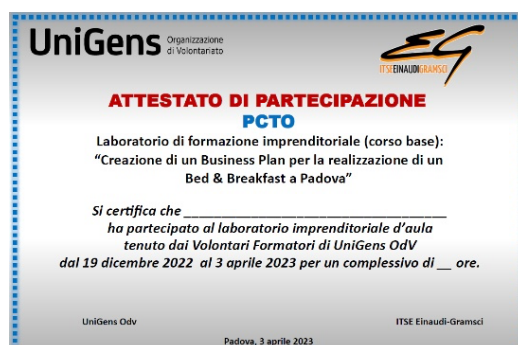 UniGens Organizzazione di Volontariato
ITSEEINAUDIGRAMSCI
ATTESTATO DI PARTECIPAZIONE
PCTO
Laboratorio di formazione imprenditoriale (corso base):
“Creazione di un Business Plan per la realizzazione di un
Bed & Breakfast a Padova”
Si certifica che ___________________________________
ha partecipato al laboratorio imprenditoriale d’aula
tenuto dai Volontari Formatori di UniGens OdV
dal 19 dicembre 2022 al 3 aprile 2023 per un complessivo di __ ore.
UniGens Odv
ITSE Einaudi-Gramsci
Padova, 3 aprile 2023